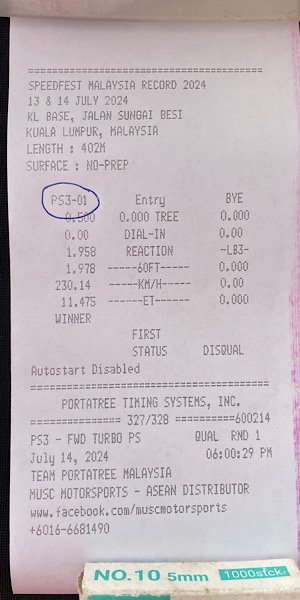 =====================================
SPEEDFEST MALAYSIA RECORD 2024
13 & 14 JULY 2024
KL BASE, JALAN SUNGAI BESI
KUALA LUMPUR, MALAYSIA
LENGTH : 402M
SURFACE : NO-PREP
PS3-01 Entry BYE
0.500 0.000 TREE 0.000
0.00 DIAL-IN 0.00
1.958 REACTION -LB3-
1.978 ------60FT----- 0.000
230.14 -----KM/H----- 0.00
11.475 ------ET------ 0.000
WINNER
FIRST
STATUS DISQUAL
Autostart Disabled
=====================================
PORTATREE TIMING SYSTEMS, INC.
============== 327/328 ==========600214
PS3 - FWD TURBO PS QUAL RND 1
July 14, 2024 06:00:29 PM
TEAM PORTATREE MALAYSIA
MUSC MOTORSPORTS - ASEAN DISTRIBUTOR
www.facebook.com/muscmotorsports
+6016-6681490
NO.10 5mm 1000stck.